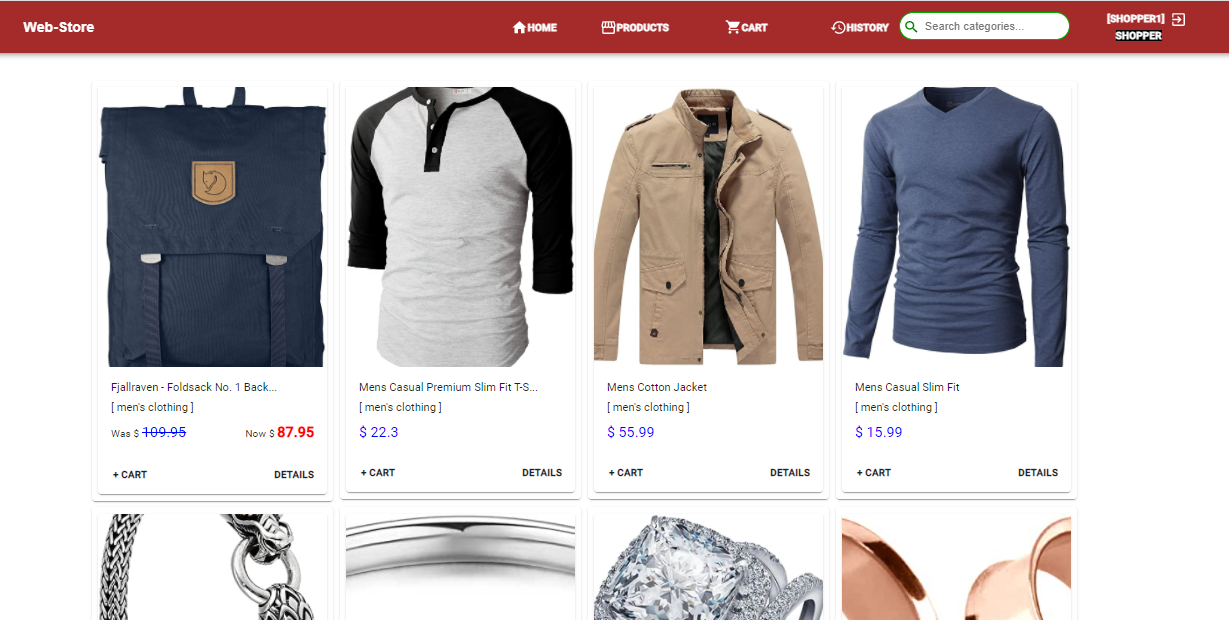 Web-Store
HOME
PRODUCTS
CART
HISTORY
Search categories...
[SHOPPER1]
SHOPPER
Fjallraven - Foldsack No. 1 Back...
[ men's clothing ]
Was $ 109.95 Now $ 87.95
+ CART DETAILS
Mens Casual Premium Slim Fit T-S...
[ men's clothing ]
$ 22.3
+ CART DETAILS
Mens Cotton Jacket
[ men's clothing ]
$ 55.99
+ CART DETAILS
Mens Casual Slim Fit
[ men's clothing ]
$ 15.99
+ CART DETAILS